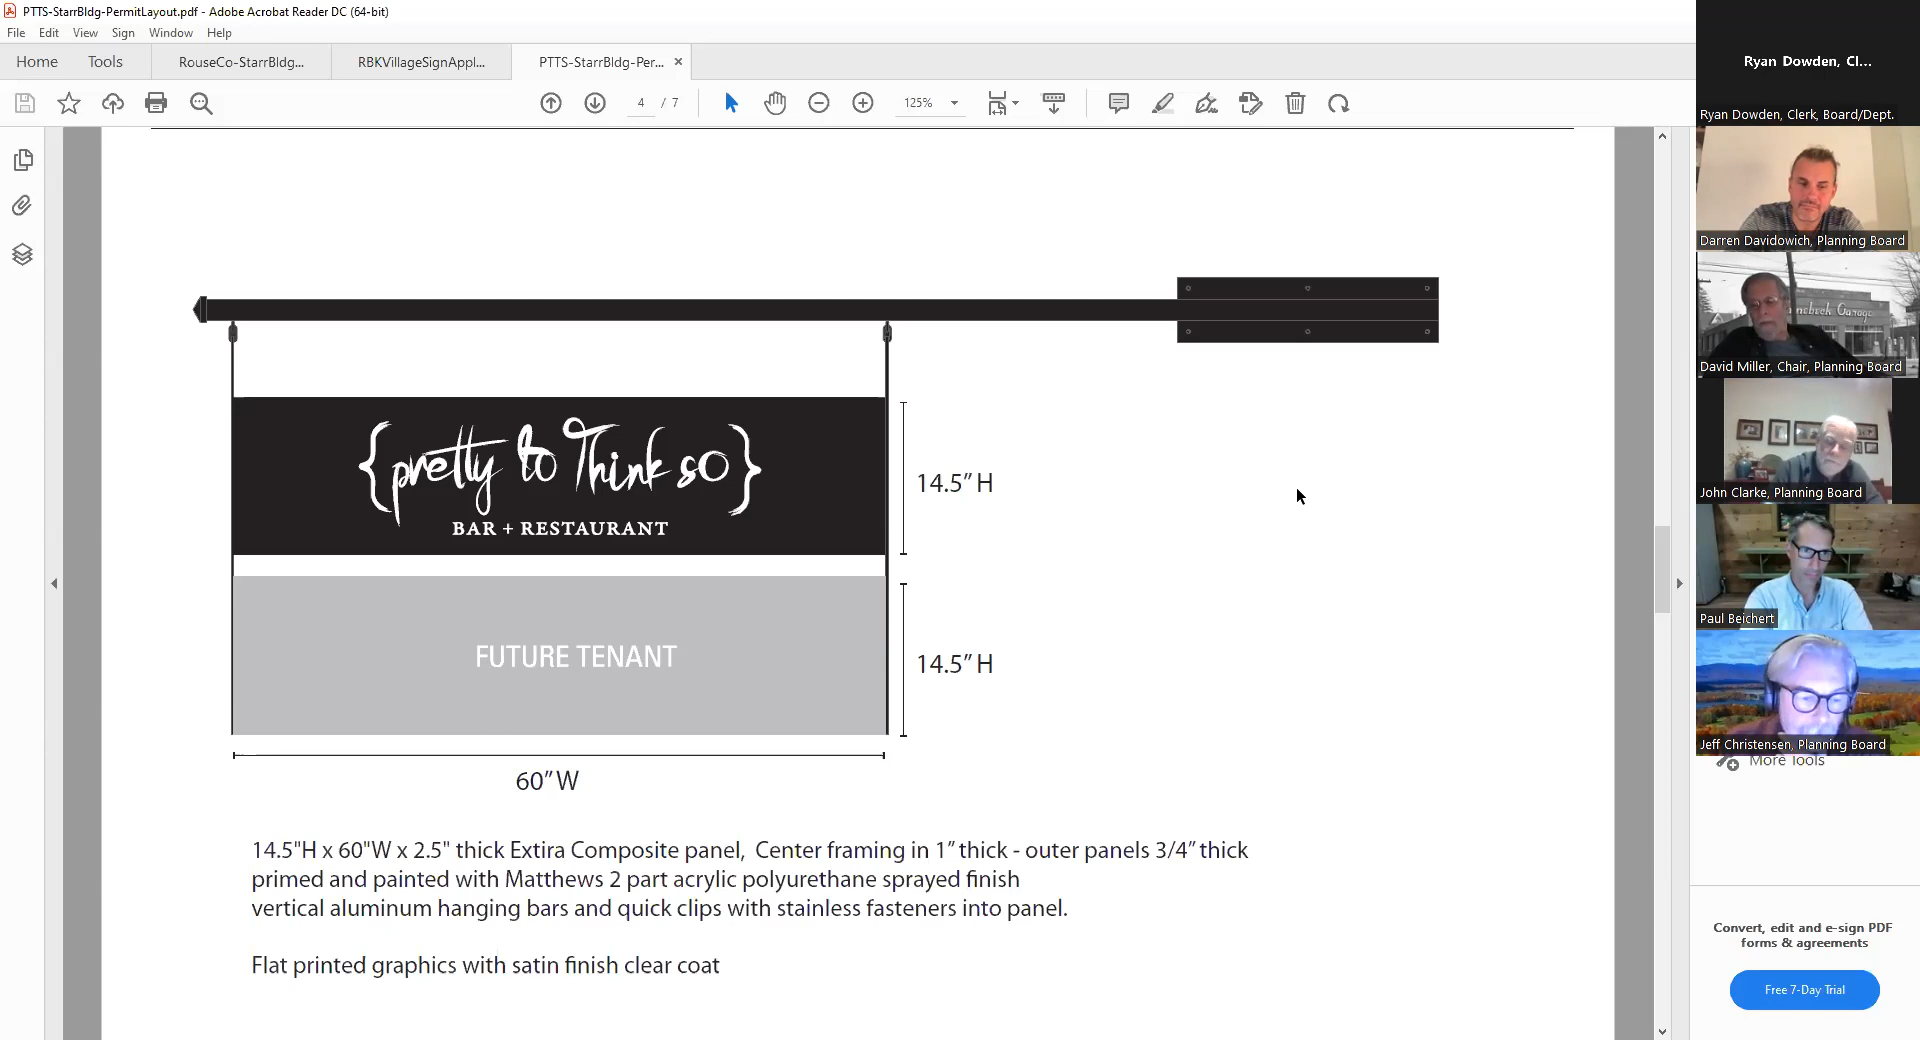 PTTS-StarrBldg-PermitLayout.pdf - Adobe Acrobat Reader DC (64-bit)
File Edit View Sign Window Help
Home Tools RouseCo-StarrBldg... RBKVillageSignAppl... PTTS-StarrBldg-Per...
4 / 7 125%
{pretty to Think so}
BAR + RESTAURANT
14.5" H
FUTURE TENANT
14.5" H
60" W
14.5"H x 60"W x 2.5" thick Extira Composite panel, Center framing in 1" thick - outer panels 3/4" thick
primed and painted with Matthews 2 part acrylic polyurethane sprayed finish
vertical aluminum hanging bars and quick clips with stainless fasteners into panel.
Flat printed graphics with satin finish clear coat
Ryan Dowden, Cl...
Ryan Dowden, Clerk, Board/Dept.
Darren Davidowich, Planning Board
Garage
David Miller, Chair, Planning Board
John Clarke, Planning Board
Paul Beichert
Jeff Christensen, Planning Board
More Tools
Convert, edit and e-sign PDF
forms & agreements
Free 7-Day Trial